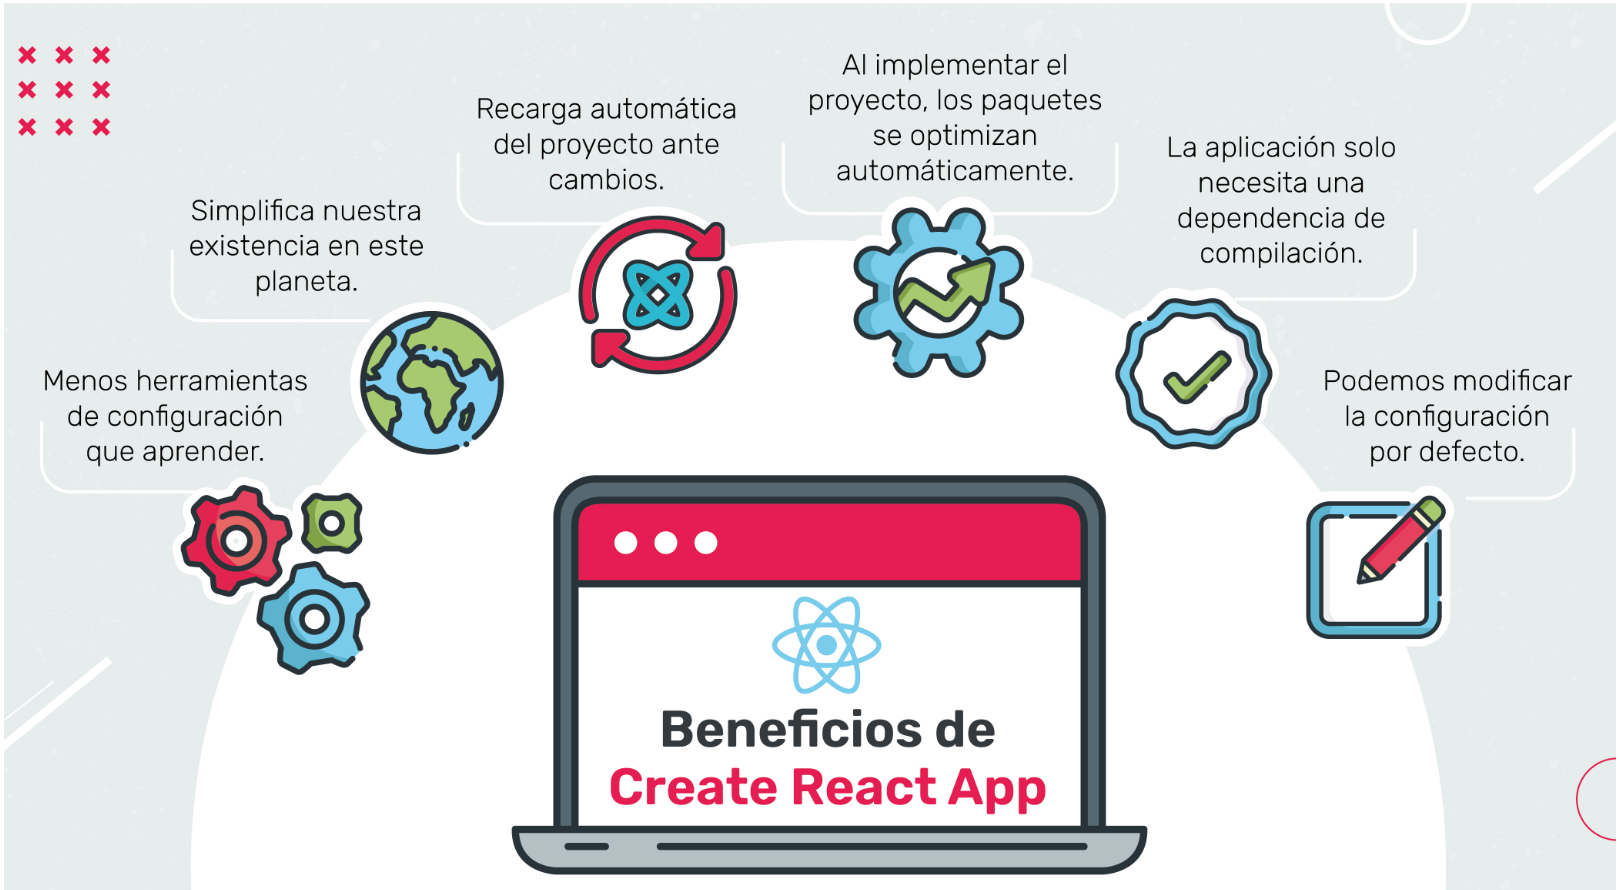 Menos herramientas
de configuración
que aprender.
Simplifica nuestra
existencia en este
planeta.
Recarga automática
del proyecto ante
cambios.
Al implementar el
proyecto, los paquetes
se optimizan
automáticamente.
La aplicación solo
necesita una
dependencia de
compilación.
Podemos modificar
la configuración
por defecto.
Beneficios de
Create React App